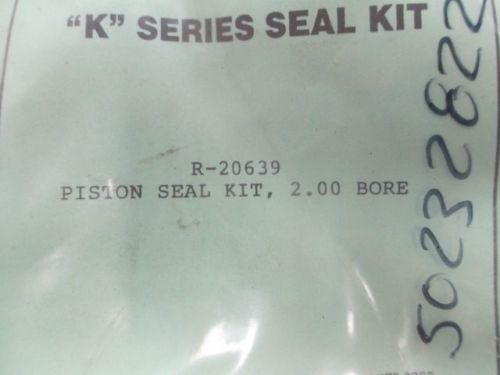 "K" SERIES SEAL KIT
R-20639
PISTON SEAL KIT, 2.00 BORE
50232822